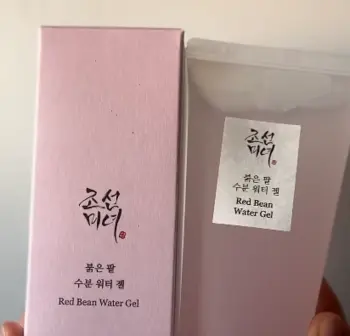 조선
미녀
붉은 팥
수분 워터 젤
Red Bean Water Gel
조선
미녀
붉은 팥
수분 워터 젤
Red Bean
Water Gel